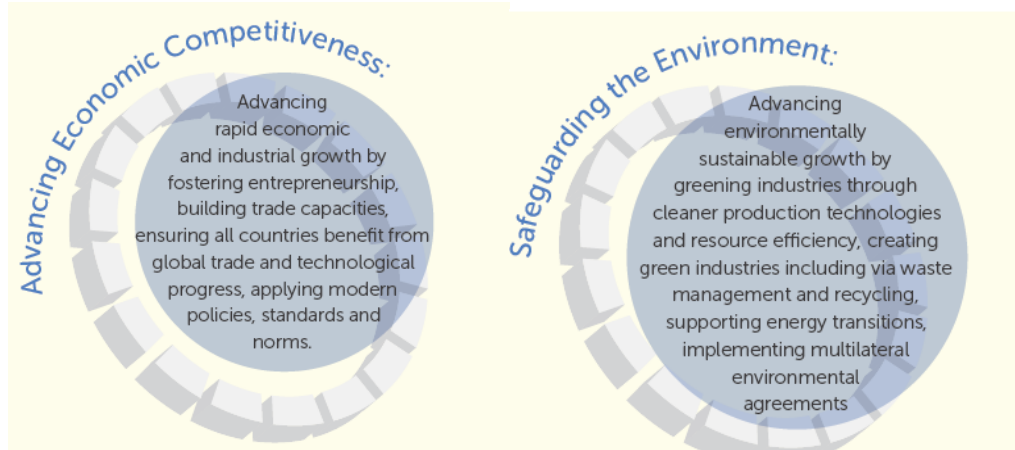 Advancing Economic Competitiveness:
Advancing
rapid economic
and industrial growth by
fostering entrepreneurship,
building trade capacities,
ensuring all countries benefit from
global trade and technological
progress, applying modern
policies, standards and
norms.
Safeguarding the Environment:
Advancing
environmentally
sustainable growth by
greening industries through
cleaner production technologies
and resource efficiency, creating
green industries including via waste
management and recycling,
supporting energy transitions,
implementing multilateral
environmental
agreements